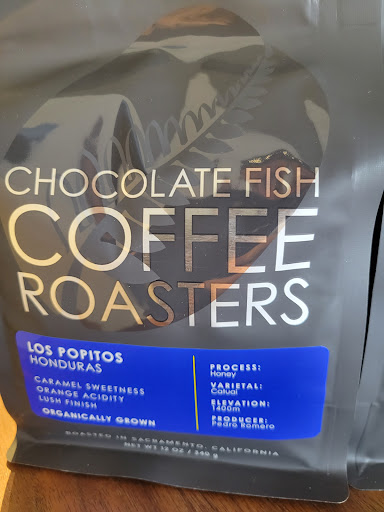 CHOCOLATE FISH
COFFEE
ROASTERS
LOS POPITOS
HONDURAS
CARAMEL SWEETNESS
ORANGE ACIDITY
LUSH FINISH
ORGANICALLY GROWN
PROCESS:
Honey
VARIETAL:
Catuai
ELEVATION:
1400m
PRODUCER:
Pedro Romero
ROASTED IN SACRAMENTO, CALIFORNIA
NET WT 12 OZ / 340 g